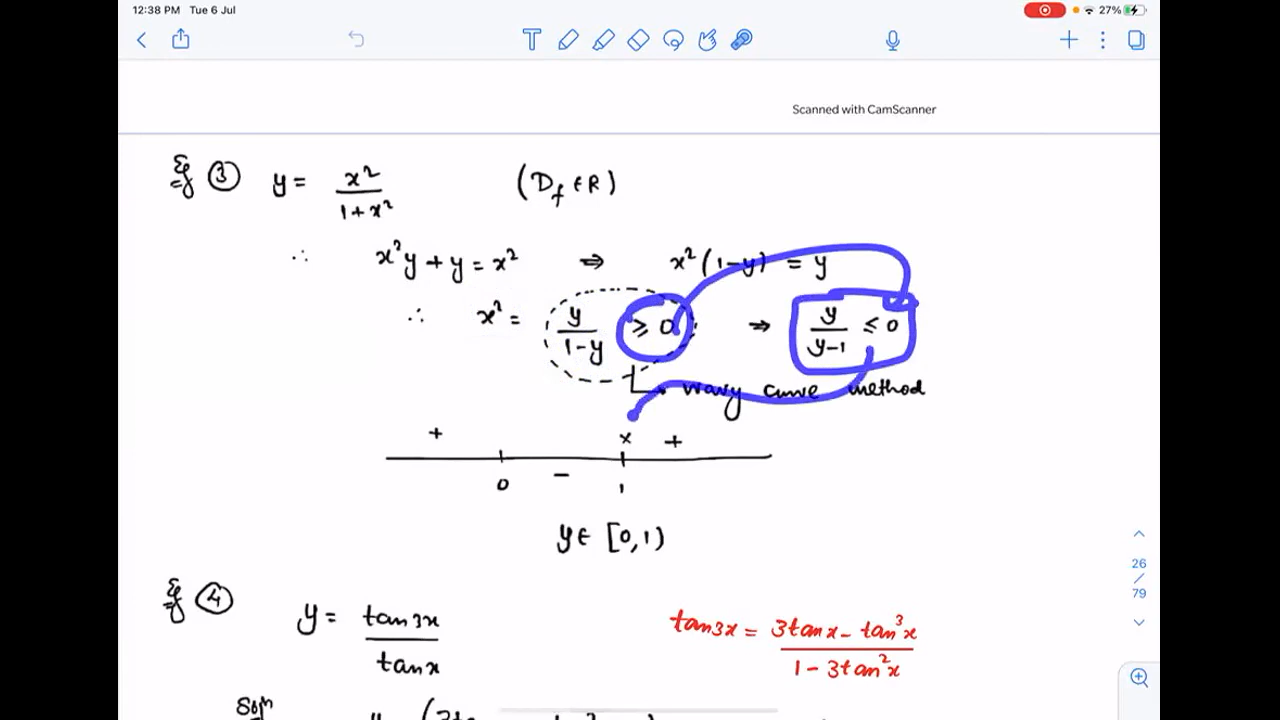 12:38 PM Tue 6 Jul 27%
Scanned with CamScanner
Eg ③ y = x²/(1+x²) (Df ∈ R)
∴ x²y + y = x² ⇒ x²(1-y) = y
∴ x² = y/(1-y) ≥ 0 ⇒ y/(y-1) ≤ 0
wavy curve method
+ × +
0 − 1
y ∈ [0,1)
Eg ④ y = tan3x/tanx tan3x = (3tanx - tan³x)/(1 - 3tan²x)
26
/
79
Solⁿ